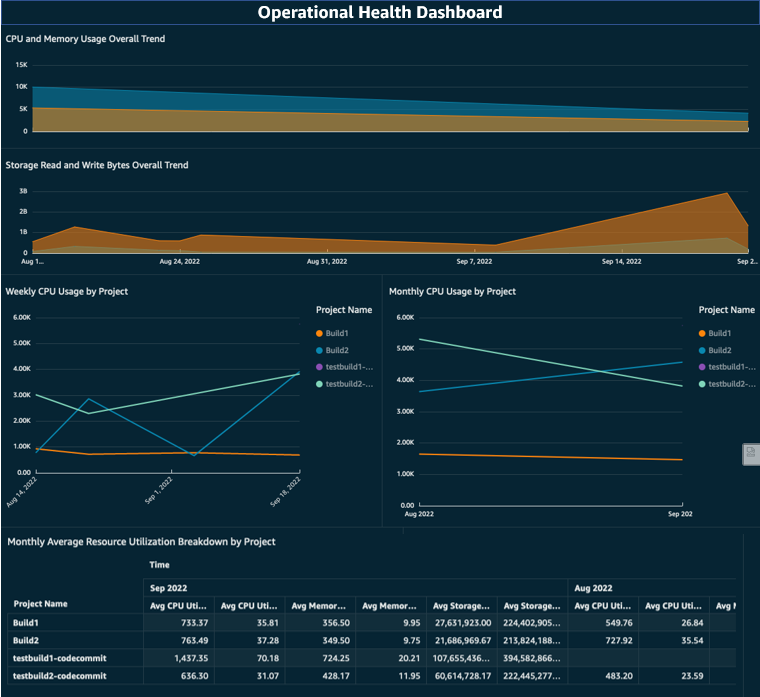 Operational Health Dashboard
CPU and Memory Usage Overall Trend
15K
10K
5K
0
Storage Read and Write Bytes Overall Trend
3B
2B
1B
0
Aug 1... Aug 24, 2022 Aug 31, 2022 Sep 7, 2022 Sep 14, 2022 Sep 2...
Weekly CPU Usage by Project
6.00K
5.00K
4.00K
3.00K
2.00K
1.00K
0.00
Aug 14, 2022 Sep 1, 2022 Sep 18, 2022
Project Name
Build1
Build2
testbuild1-...
testbuild2-...
Monthly CPU Usage by Project
6.00K
5.00K
4.00K
3.00K
2.00K
1.00K
0.00
Aug 2022 Sep 202
Project Name
Build1
Build2
testbuild1-...
testbuild2-...
Monthly Average Resource Utilization Breakdown by Project
Time
Sep 2022 Aug 2022
Project Name Avg CPU Uti... Avg CPU Uti... Avg Memor... Avg Memor... Avg Storage... Avg Storage... Avg CPU Uti... Avg CPU Uti... Avg M
Build1 733.37 35.81 356.50 9.95 27,631,923.00 224,402,905... 549.76 26.84
Build2 763.49 37.28 349.50 9.75 21,686,969.67 213,824,188... 727.92 35.54
testbuild1-codecommit 1,437.35 70.18 724.25 20.21 107,655,436... 394,582,866...
testbuild2-codecommit 636.30 31.07 428.17 11.95 60,614,728.17 222,445,277... 483.20 23.59